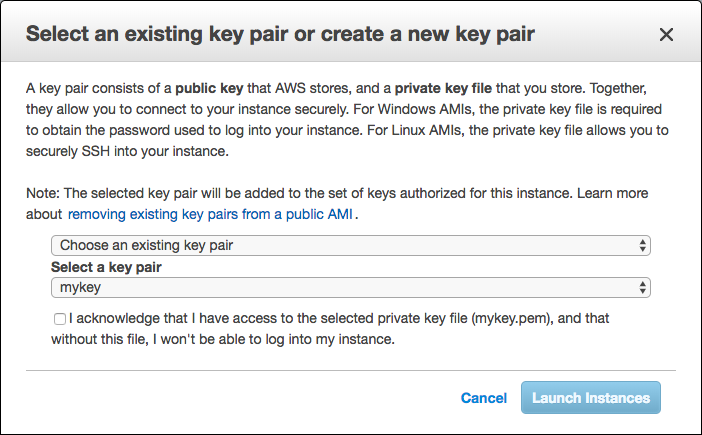 Select an existing key pair or create a new key pair
A key pair consists of a public key that AWS stores, and a private key file that you store. Together,
they allow you to connect to your instance securely. For Windows AMIs, the private key file is required
to obtain the password used to log into your instance. For Linux AMIs, the private key file allows you to
securely SSH into your instance.
Note: The selected key pair will be added to the set of keys authorized for this instance. Learn more
about removing existing key pairs from a public AMI .
Choose an existing key pair
Select a key pair
mykey
I acknowledge that I have access to the selected private key file (mykey.pem), and that
without this file, I won't be able to log into my instance.
Cancel Launch Instances